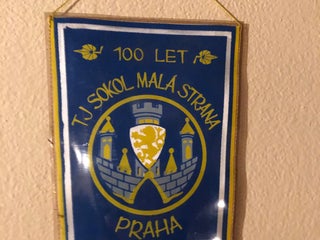 100 LET
TJ SOKOL MALÁ STRANA
PRAHA